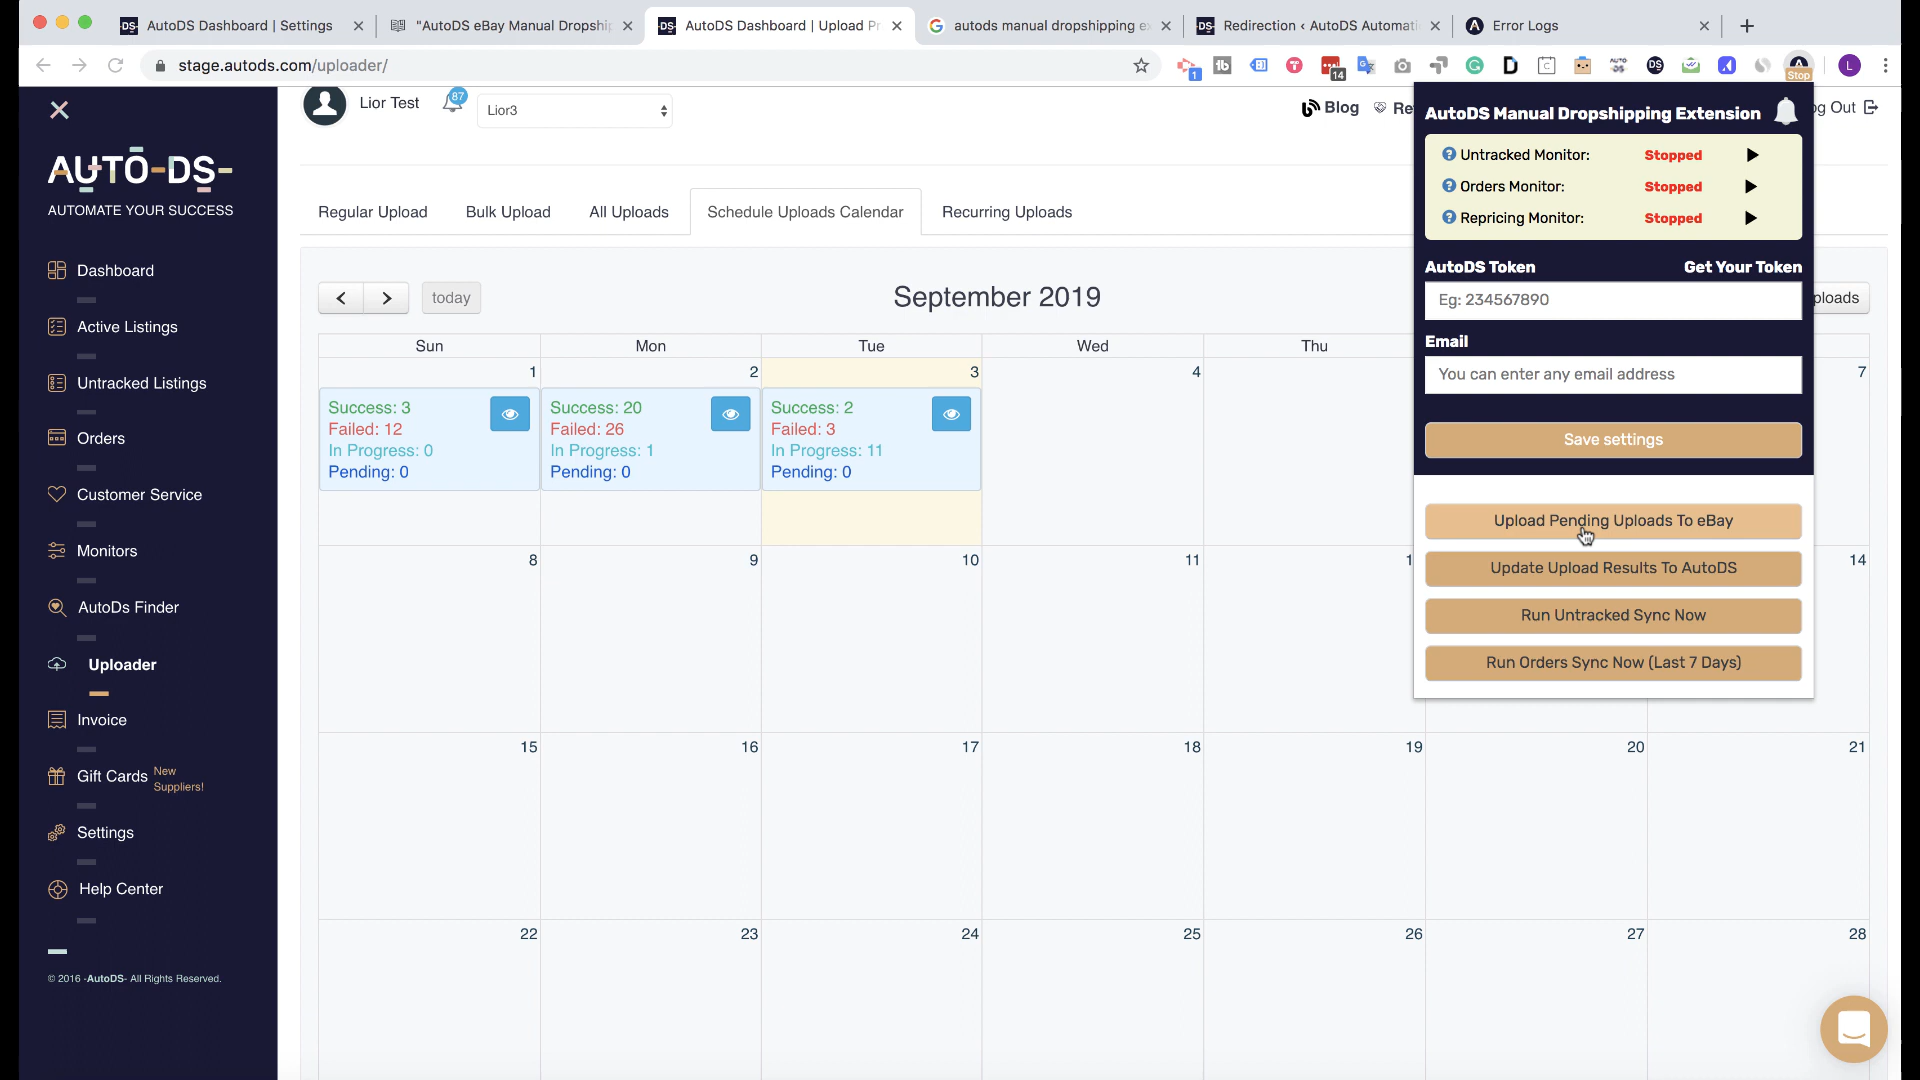 AutoDS Dashboard | Settings
"AutoDS eBay Manual Dropshi
AutoDS Dashboard | Upload Pr
autods manual dropshipping e
Redirection ‹ AutoDS Automati
Error Logs
stage.autods.com/uploader/
1
14
Stop
L
AUTO-DS-
AUTOMATE YOUR SUCCESS
Dashboard
Active Listings
Untracked Listings
Orders
Customer Service
Monitors
AutoDs Finder
Uploader
Invoice
Gift Cards New Suppliers!
Settings
Help Center
© 2016 -AutoDS- All Rights Reserved.
Lior Test
87
Lior3
Blog
Re
og Out
Regular Upload
Bulk Upload
All Uploads
Schedule Uploads Calendar
Recurring Uploads
today
September 2019
ploads
Sun Mon Tue Wed Thu
1 2 3 4 7
Success: 3
Failed: 12
In Progress: 0
Pending: 0
Success: 20
Failed: 26
In Progress: 1
Pending: 0
Success: 2
Failed: 3
In Progress: 11
Pending: 0
8 9 10 11 1 14
15 16 17 18 19 20 21
22 23 24 25 26 27 28
AutoDS Manual Dropshipping Extension
Untracked Monitor: Stopped
Orders Monitor: Stopped
Repricing Monitor: Stopped
AutoDS Token Get Your Token
Eg: 234567890
Email
You can enter any email address
Save settings
Upload Pending Uploads To eBay
Update Upload Results To AutoDS
Run Untracked Sync Now
Run Orders Sync Now (Last 7 Days)